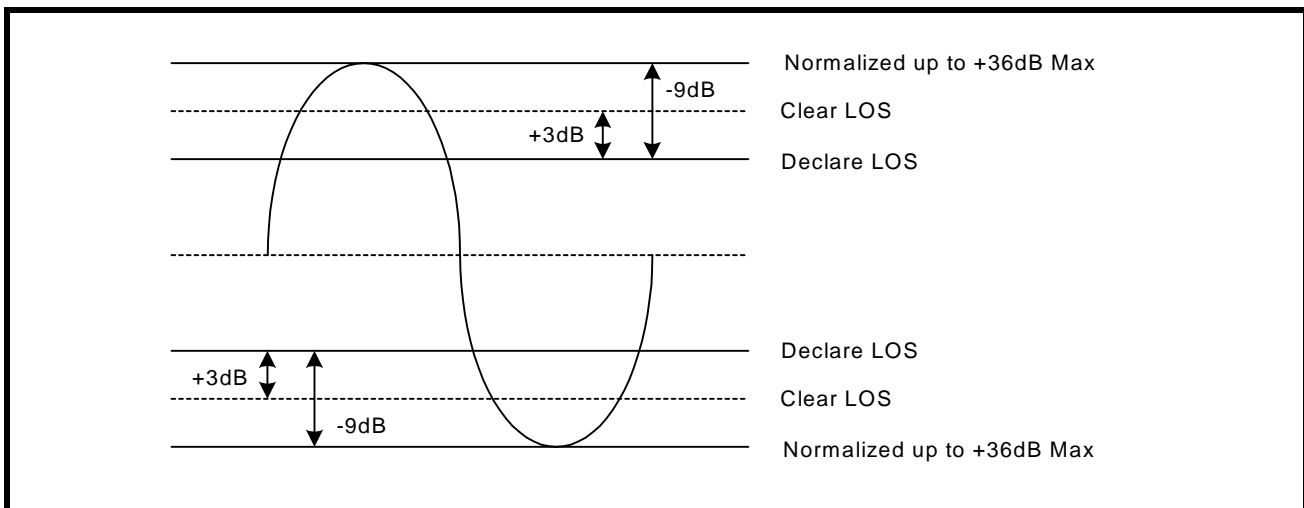 Normalized up to +36dB Max
-9dB
Clear LOS
+3dB
Declare LOS
Declare LOS
+3dB
Clear LOS
-9dB
Normalized up to +36dB Max